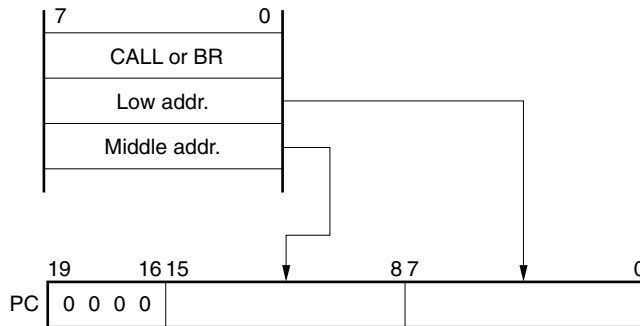 7 0
CALL or BR
Low addr.
Middle addr.
19 16 15 8 7 0
PC 0 0 0 0